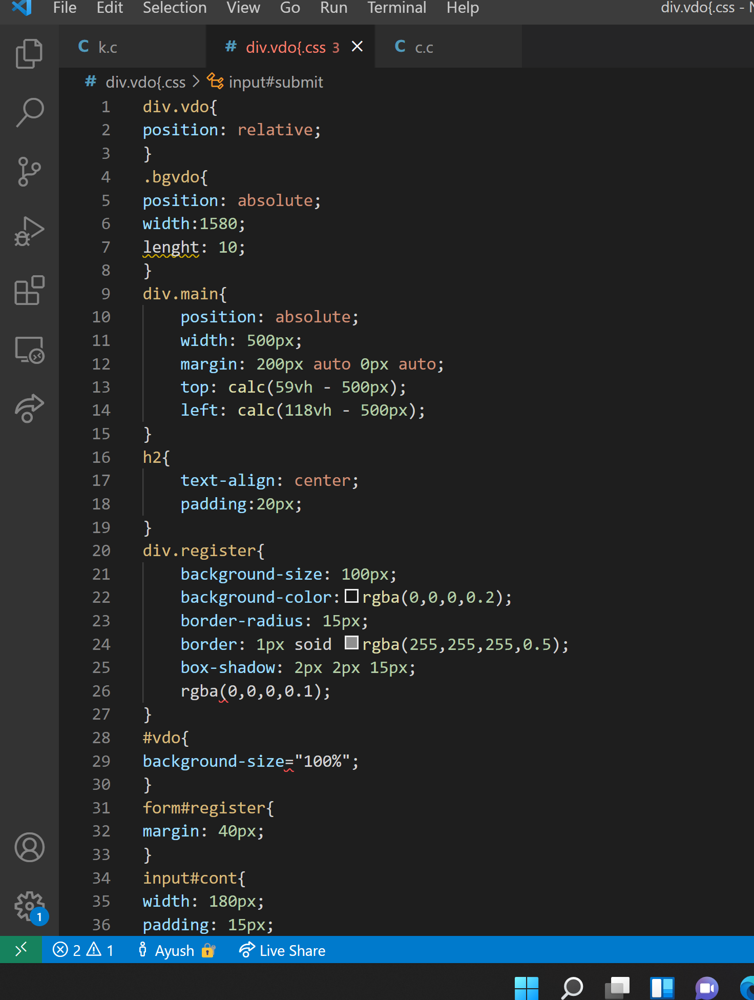 File Edit Selection View Go Run Terminal Help div.vdo{.css -
C k.c # div.vdo{.css 3 C c.c
# div.vdo{.css > input#submit
1 div.vdo{
2 position: relative;
3 }
4 .bgvdo{
5 position: absolute;
6 width:1580;
7 lenght: 10;
8 }
9 div.main{
10 position: absolute;
11 width: 500px;
12 margin: 200px auto 0px auto;
13 top: calc(59vh - 500px);
14 left: calc(118vh - 500px);
15 }
16 h2{
17 text-align: center;
18 padding:20px;
19 }
20 div.register{
21 background-size: 100px;
22 background-color:rgba(0,0,0,0.2);
23 border-radius: 15px;
24 border: 1px soid rgba(255,255,255,0.5);
25 box-shadow: 2px 2px 15px;
26 rgba(0,0,0,0.1);
27 }
28 #vdo{
29 background-size="100%";
30 }
31 form#register{
32 margin: 40px;
33 }
34 input#cont{
35 width: 180px;
36 padding: 15px;
1
2 1 Ayush Live Share